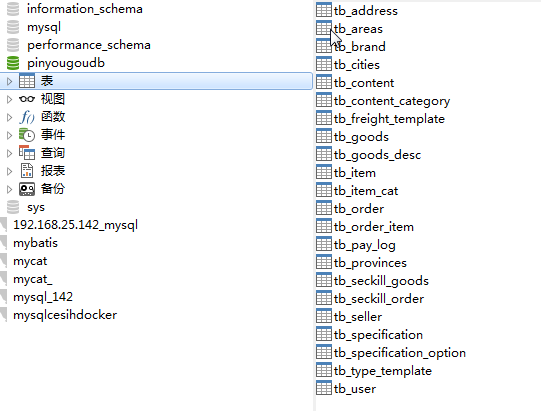 information_schema
mysql
performance_schema
pinyougoudb
表
视图
函数
事件
查询
报表
备份
sys
192.168.25.142_mysql
mybatis
mycat
mycat_
mysql_142
mysqlcesihdocker
tb_address
tb_areas
tb_brand
tb_cities
tb_content
tb_content_category
tb_freight_template
tb_goods
tb_goods_desc
tb_item
tb_item_cat
tb_order
tb_order_item
tb_pay_log
tb_provinces
tb_seckill_goods
tb_seckill_order
tb_seller
tb_specification
tb_specification_option
tb_type_template
tb_user